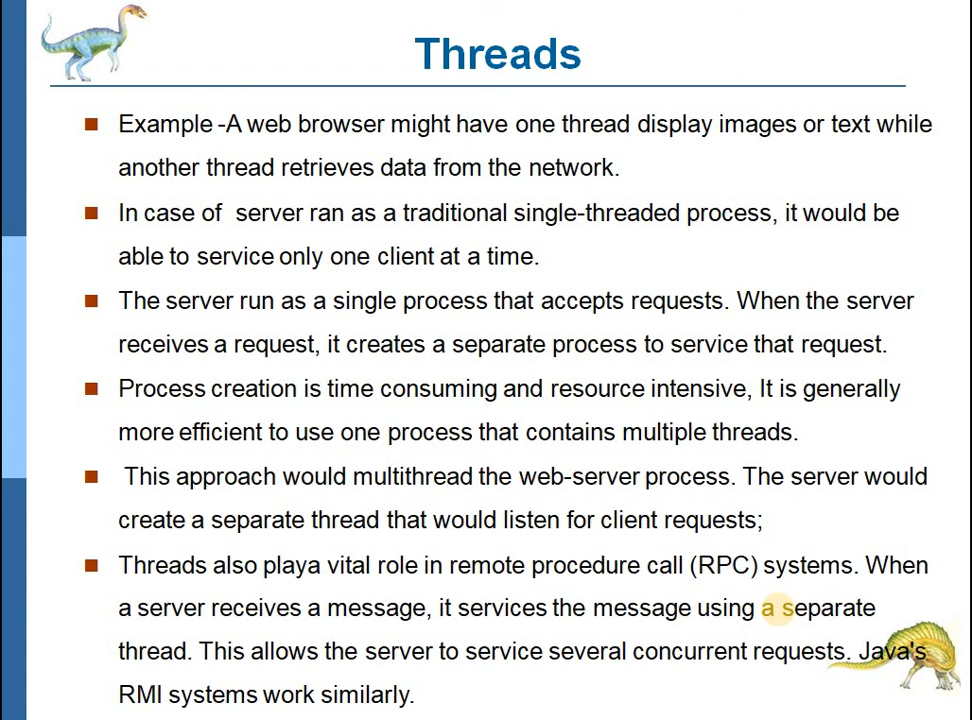 Threads
Example -A web browser might have one thread display images or text while
another thread retrieves data from the network.
In case of  server ran as a traditional single-threaded process, it would be
able to service only one client at a time.
The server run as a single process that accepts requests. When the server
receives a request, it creates a separate process to service that request.
Process creation is time consuming and resource intensive, It is generally
more efficient to use one process that contains multiple threads.
This approach would multithread the web-server process. The server would
create a separate thread that would listen for client requests;
Threads also playa vital role in remote procedure call (RPC) systems. When
a server receives a message, it services the message using a separate
thread. This allows the server to service several concurrent requests. Java's
RMI systems work similarly.